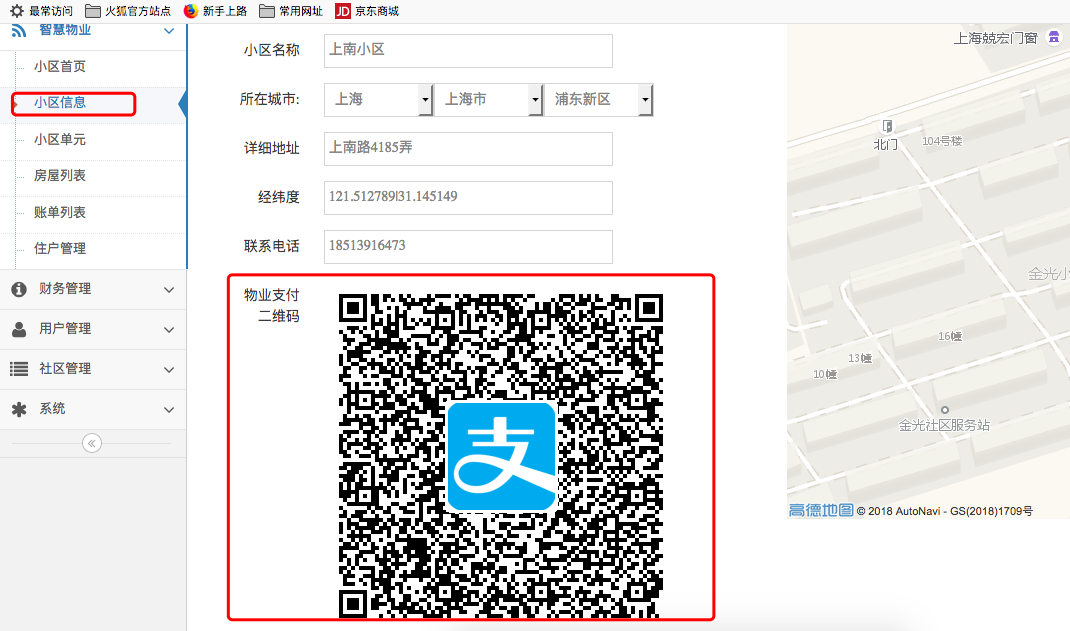 最常访问 火狐官方站点 新手上路 常用网址 JD 京东商城
智慧物业
小区首页
小区信息
小区单元
房屋列表
账单列表
住户管理
财务管理
用户管理
社区管理
系统
小区名称 上南小区
所在城市: 上海 上海市 浦东新区
详细地址 上南路4185弄
经纬度 121.512789|31.145149
联系电话 18513916473
物业支付
二维码
支
上海兢宏门窗
北门
104号楼
金光小
16幢
13幢
10幢
金光社区服务站
高德地图 © 2018 AutoNavi - GS(2018)1709号